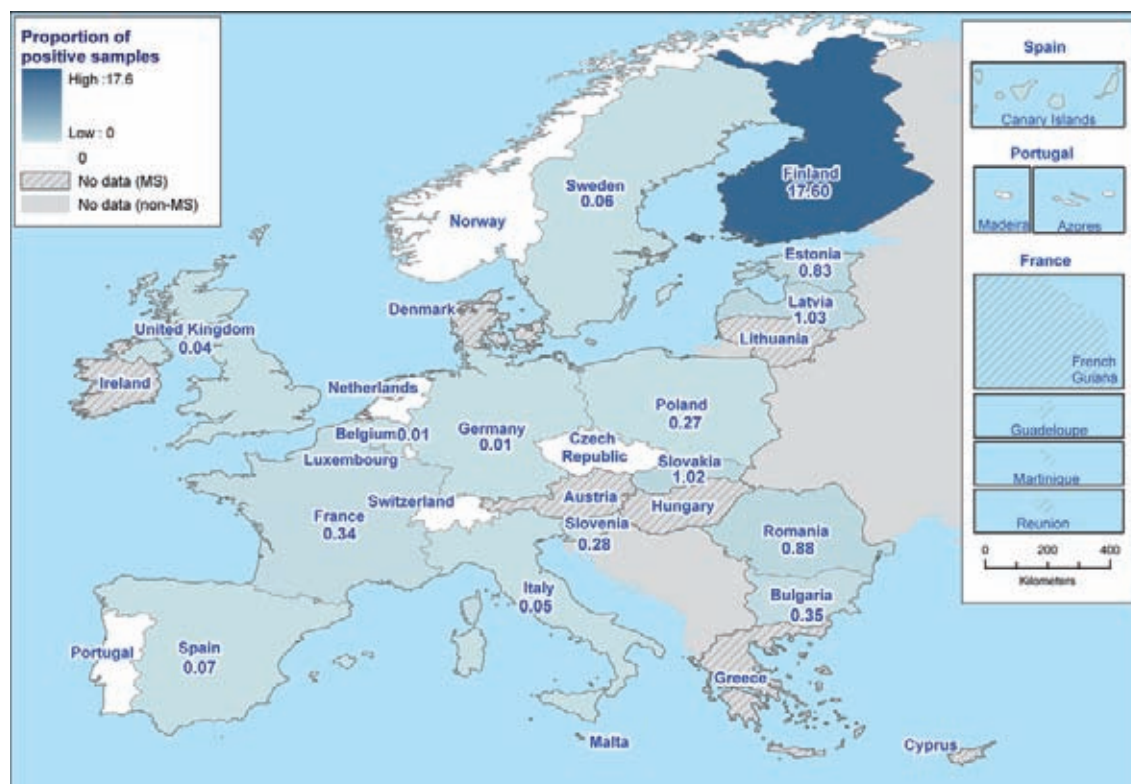 Proportion of
positive samples
High :17.6
Low : 0
0
No data (MS)
No data (non-MS)
Spain
Canary Islands
Portugal
Madeira
Azores
France
French
Guiana
Guadeloupe
Martinique
Reunion
0 200 400
Kilometers
Finland
17.60
Sweden
0.06
Norway
Estonia
0.83
Latvia
1.03
Lithuania
Denmark
United Kingdom
0.04
Ireland
Netherlands
Belgium 0.01
Luxembourg
Germany
0.01
Poland
0.27
Czech
Republic
Slovakia
1.02
Switzerland
Austria
Hungary
France
0.34
Slovenia
0.28
Romania
0.88
Italy
0.05
Bulgaria
0.35
Portugal
Spain
0.07
Greece
Malta
Cyprus